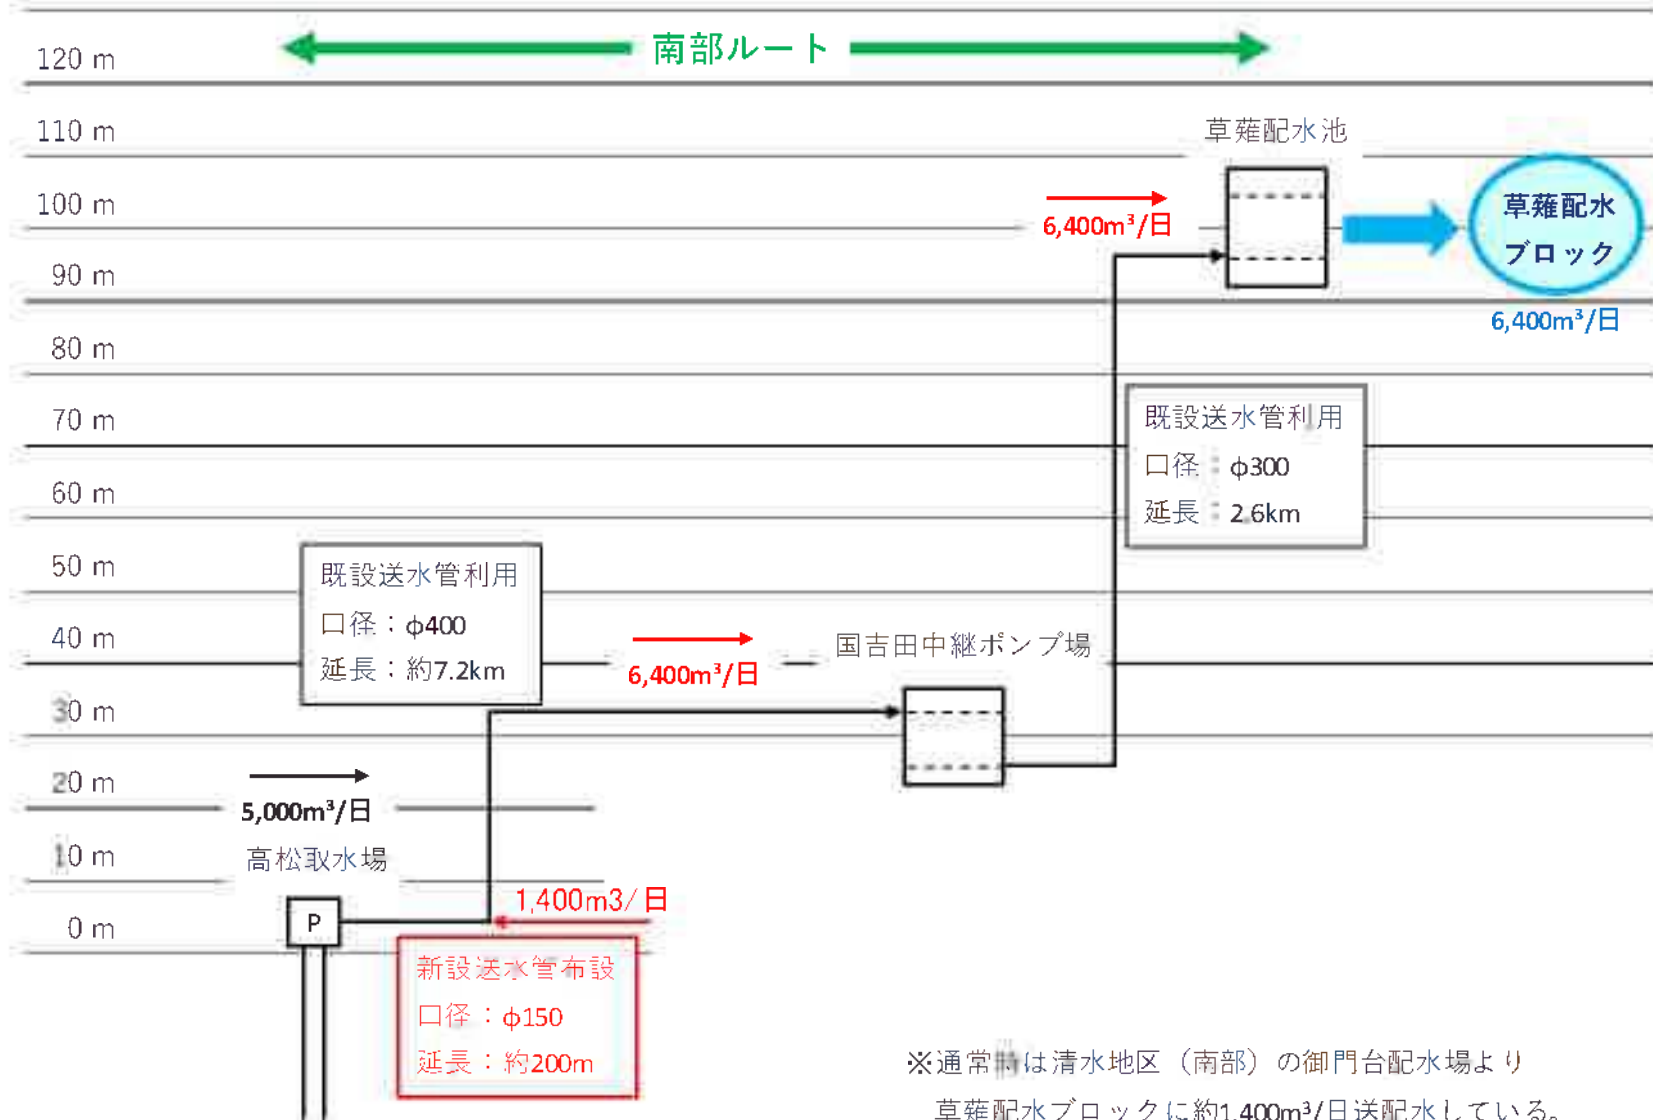 南部ルート
120 m
110 m
100 m
90 m
80 m
70 m
60 m
50 m
40 m
30 m
20 m
10 m
0 m
草薙配水池
6,400m³/日
草薙配水
ブロック
6,400m³/日
既設送水管利用
口径：φ300
延長：2.6km
既設送水管利用
口径：φ400
延長：約7.2km
6,400m³/日
国吉田中継ポンプ場
5,000m³/日
高松取水場
P
1,400m3/日
新設送水管布設
口径：φ150
延長：約200m
※通常時は清水地区（南部）の御門台配水場より
草薙配水ブロックに約1,400m³/日送配水している。